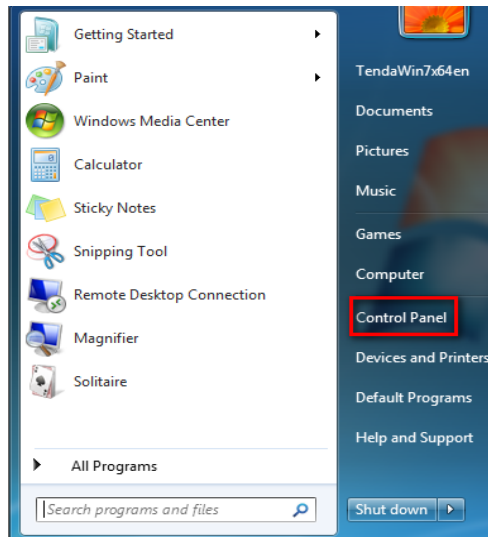 Getting Started
Paint
Windows Media Center
Calculator
Sticky Notes
Snipping Tool
Remote Desktop Connection
Magnifier
Solitaire
All Programs
Search programs and files
TendaWin7x64en
Documents
Pictures
Music
Games
Computer
Control Panel
Devices and Printers
Default Programs
Help and Support
Shut down